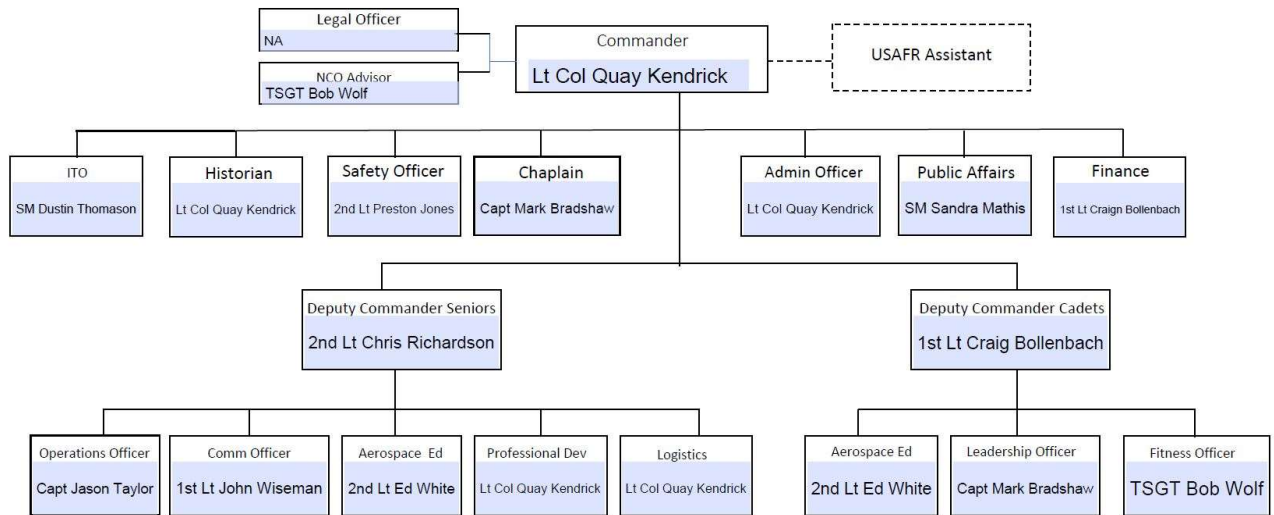 Legal Officer
NA
NCO Advisor
TSGT Bob Wolf
Commander
Lt Col Quay Kendrick
USAFR Assistant
ITO
SM Dustin Thomason
Historian
Lt Col Quay Kendrick
Safety Officer
2nd Lt Preston Jones
Chaplain
Capt Mark Bradshaw
Admin Officer
Lt Col Quay Kendrick
Public Affairs
SM Sandra Mathis
Finance
1st Lt Craign Bollenbach
Deputy Commander Seniors
2nd Lt Chris Richardson
Deputy Commander Cadets
1st Lt Craig Bollenbach
Operations Officer
Capt Jason Taylor
Comm Officer
1st Lt John Wiseman
Aerospace Ed
2nd Lt Ed White
Professional Dev
Lt Col Quay Kendrick
Logistics
Lt Col Quay Kendrick
Aerospace Ed
2nd Lt Ed White
Leadership Officer
Capt Mark Bradshaw
Fitness Officer
TSGT Bob Wolf